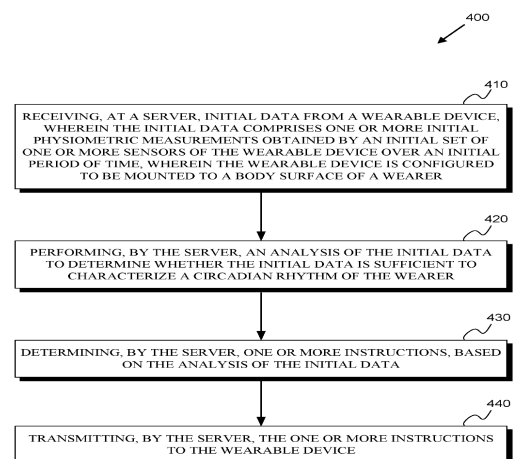 400
410
RECEIVING, AT A SERVER, INITIAL DATA FROM A WEARABLE DEVICE,
WHEREIN THE INITIAL DATA COMPRISES ONE OR MORE INITIAL
PHYSIOMETRIC MEASUREMENTS OBTAINED BY AN INITIAL SET OF
ONE OR MORE SENSORS OF THE WEARABLE DEVICE OVER AN INITIAL
PERIOD OF TIME, WHEREIN THE WEARABLE DEVICE IS CONFIGURED
TO BE MOUNTED TO A BODY SURFACE OF A WEARER
420
PERFORMING, BY THE SERVER, AN ANALYSIS OF THE INITIAL DATA
TO DETERMINE WHETHER THE INITIAL DATA IS SUFFICIENT TO
CHARACTERIZE A CIRCADIAN RHYTHM OF THE WEARER
430
DETERMINING, BY THE SERVER, ONE OR MORE INSTRUCTIONS, BASED
ON THE ANALYSIS OF THE INITIAL DATA
440
TRANSMITTING, BY THE SERVER, THE ONE OR MORE INSTRUCTIONS
TO THE WEARABLE DEVICE